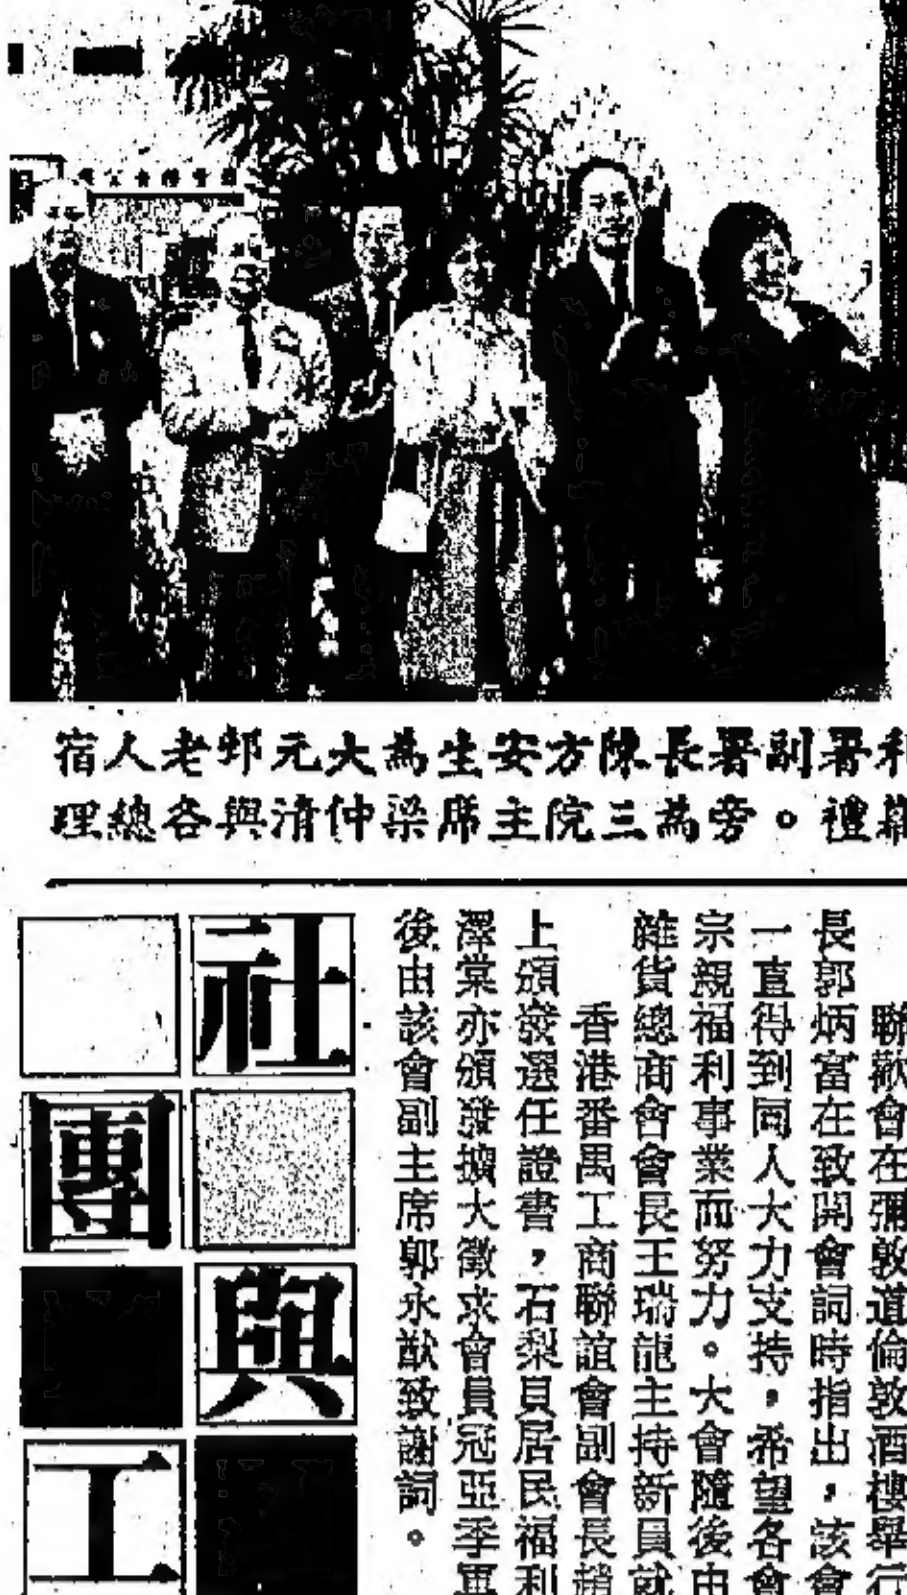 署副署長陳方安生為大元邨老人宿
禮。旁為三院主席梁仲清與各總理
聯歡會在彌敦道倫敦酒樓舉行
長郭炳富在致開會詞時指出，該會
一直得到同人大力支持，希望各會
宗親福利事業而努力。大會隨後由
雜貨總商會會長王瑞龍主持新員就
香港番禺工商聯誼會副會長趙
上頒發選任證書，石梨貝居民福利
澤棠亦頒發擴大徵求會員冠亞季軍
後由該會副主席郭永猷致謝詞。
社團與工